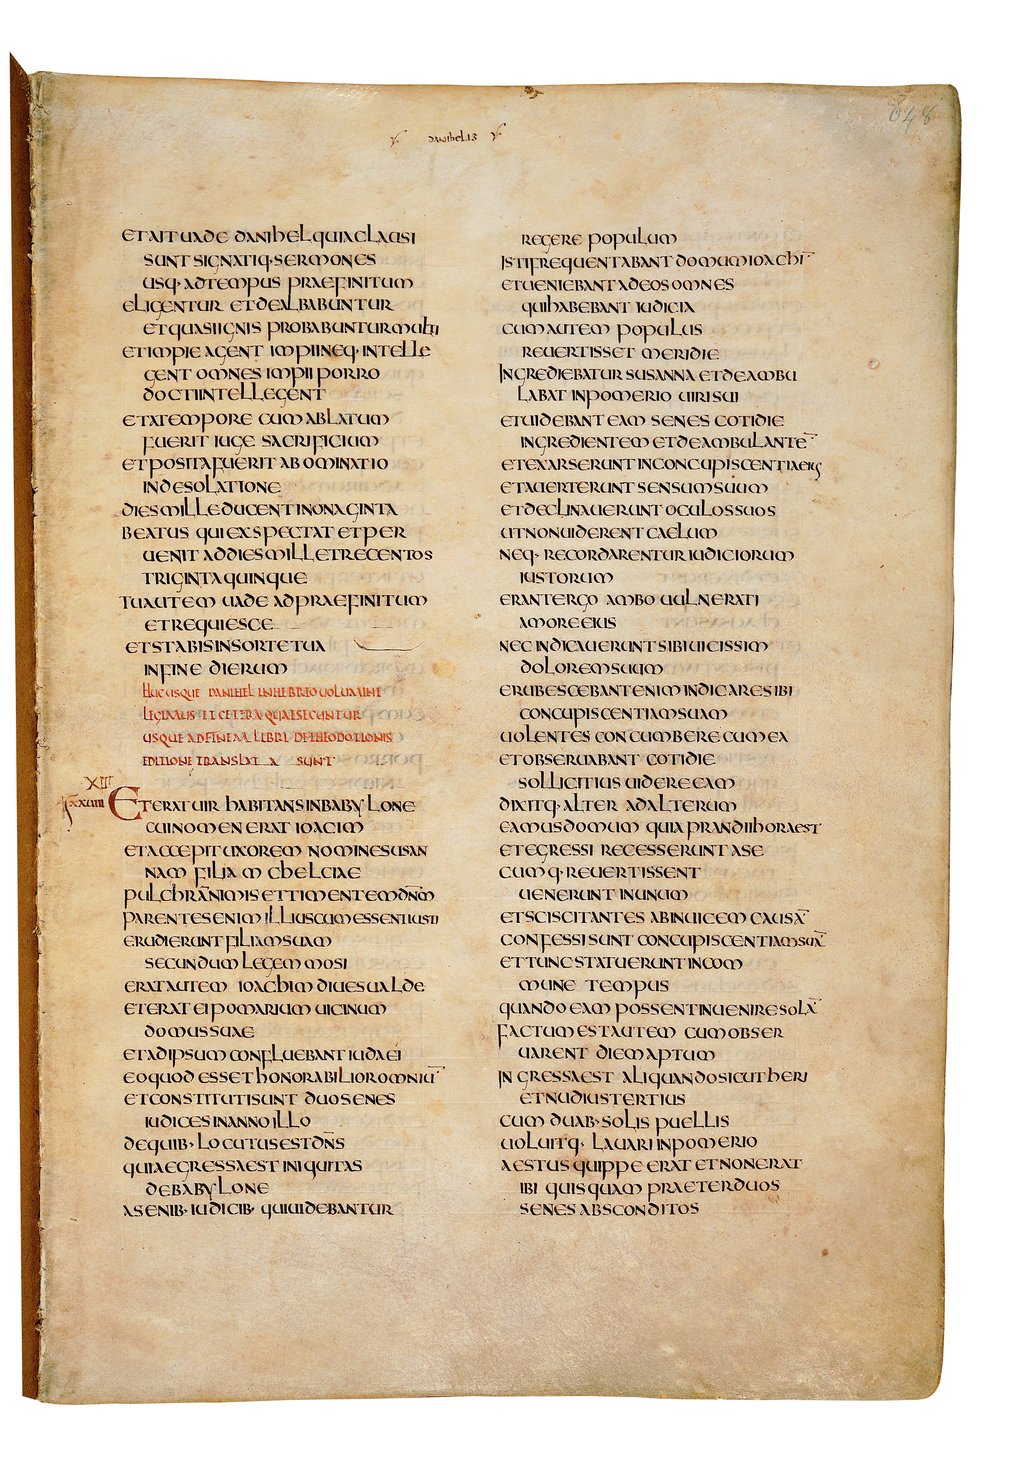 DANIHELIS
648
ET AIT UADE DANIHEL QUIA CLAUSI
SUNT SIGNATIQ· SERMONES
USQ· AD TEMPUS PRAEFINITUM
ELIGENTUR ET DEALBABUNTUR
ET QUASI IGNIS PROBABUNTUR MULTI
ET IMPIE AGENT IMPII NEQ· INTELLE
GENT OMNES IMPII PORRO
DOCTI INTELLEGENT
ET A TEMPORE CUM ABLATUM
FUERIT IUGE SACRIFICIUM
ET POSITA FUERIT ABOMINATIO
IN DESOLATIONE
DIES MILLE DUCENTI NONAGINTA
BEATUS QUI EXSPECTAT ET PER
UENIT AD DIES MILLE TRECENTOS
TRIGINTA QUINQUE
TU AUTEM UADE AD PRAEFINITUM
ET REQUIESCE
ET STABIS IN SORTE TUA
IN FINE DIERUM
HUCUSQUE DANIHEL IN HEBREO UOLUMINE
LEGIMUS ET CETERA QUAE SECUNTUR
USQUE AD FINEM LIBRI DE THEODOTIONIS
EDITIONE TRANSLATA SUNT
XIII
ET ERAT UIR HABITANS IN BABYLONE
CUI NOMEN ERAT IOACIM
ET ACCEPIT UXOREM NOMINE SUSAN
NAM FILIAM CHELCIAE
PULCHRĀ NIMIS ET TIMENTEM DN̄M
PARENTES ENIM ILLIUS CUM ESSENT IUSTI
ERUDIERUNT FILIAM SUAM
SECUNDUM LEGEM MOSI
ERAT AUTEM IOACHIM DIUES UALDE
ET ERAT EI POMARIUM UICINUM
DOMUS SUAE
ET AD IPSUM CONFLUEBANT IUDAEI
EO QUOD ESSET HONORABILIOR OMNIŪ
ET CONSTITUTI SUNT DUO SENES
IUDICES IN ANNO ILLO
DE QUIB· LOCUTUS EST DN̄S
QUIA EGRESSA EST INIQUITAS
DE BABYLONE
A SENIB· IUDICIB· QUI UIDEBANTUR
REGERE POPULUM
ISTI FREQUENTABANT DOMUM IOACHĪ
ET UENIEBANT AD EOS OMNES
QUI HABEBANT IUDICIA
CUM AUTEM POPULUS
REUERTISSET MERIDIE
INGREDIEBATUR SUSANNA ET DEAMBU
LABAT IN POMERIO UIRI SUI
ET UIDEBANT EAM SENES COTIDIE
INGREDIENTEM ET DEAMBULANTĒ
ET EXARSERUNT IN CONCUPISCENTIA EIUS
ET AUERTERUNT SENSUM SUUM
ET DECLINAUERUNT OCULOS SUOS
UT NON UIDERENT CAELUM
NEQ· RECORDARENTUR IUDICIORUM
IUSTORUM
ERANT ERGO AMBO UULNERATI
AMORE EIUS
NEC INDICAUERUNT SIBI UICISSIM
DOLOREM SUUM
ERUBESCEBANT ENIM INDICARE SIBI
CONCUPISCENTIAM SUAM
UOLENTES CONCUMBERE CUM EA
ET OBSERUABANT COTIDIE
SOLLICITIUS UIDERE EAM
DIXITQ· ALTER AD ALTERUM
EAMUS DOMUM QUIA PRANDII HORA EST
ET EGRESSI RECESSERUNT A SE
CUMQ· REUERTISSENT
UENERUNT IN UNUM
ET SCISCITANTES AB INUICEM CAUSĀ
CONFESSI SUNT CONCUPISCENTIAM SUĀ
ET TUNC STATUERUNT IN COM
MUNE TEMPUS
QUANDO EAM POSSENT INUENIRE SOLĀ
FACTUM EST AUTEM CUM OBSER
UARENT DIEM APTUM
INGRESSA EST ALIQUANDO SICUT HERI
ET NUDIUS TERTIUS
CUM DUAB· SOLIS PUELLIS
UOLUITQ· LAUARI IN POMERIO
AESTUS QUIPPE ERAT ET NON ERAT
IBI QUISQUAM PRAETER DUOS
SENES ABSCONDITOS